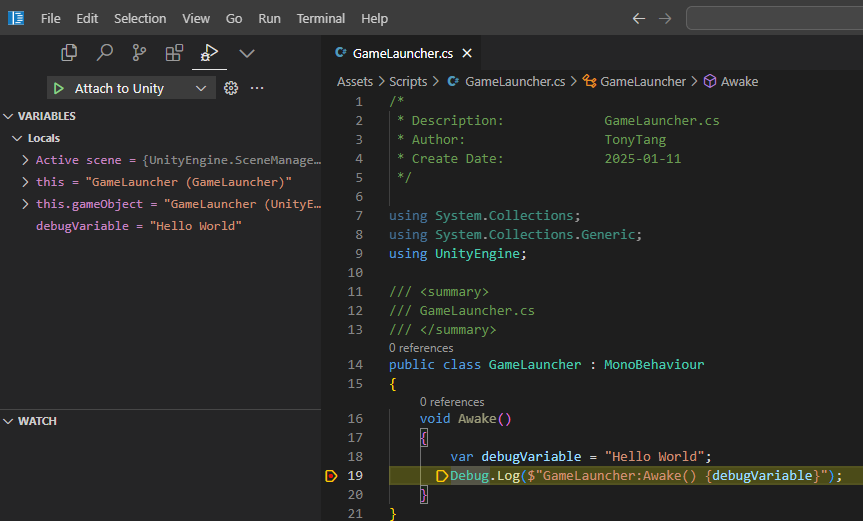 File Edit Selection View Go Run Terminal Help
GameLauncher.cs
Attach to Unity
Assets > Scripts > GameLauncher.cs > GameLauncher > Awake
VARIABLES
Locals
Active scene = {UnityEngine.SceneManage…
this = "GameLauncher (GameLauncher)"
this.gameObject = "GameLauncher (UnityE…
debugVariable = "Hello World"
WATCH
1 /*
2 * Description: GameLauncher.cs
3 * Author: TonyTang
4 * Create Date: 2025-01-11
5 */
6
7 using System.Collections;
8 using System.Collections.Generic;
9 using UnityEngine;
10
11 /// <summary>
12 /// GameLauncher.cs
13 /// </summary>
0 references
14 public class GameLauncher : MonoBehaviour
15 {
0 references
16 void Awake()
17 {
18 var debugVariable = "Hello World";
19 Debug.Log($"GameLauncher:Awake() {debugVariable}");
20 }
21 }